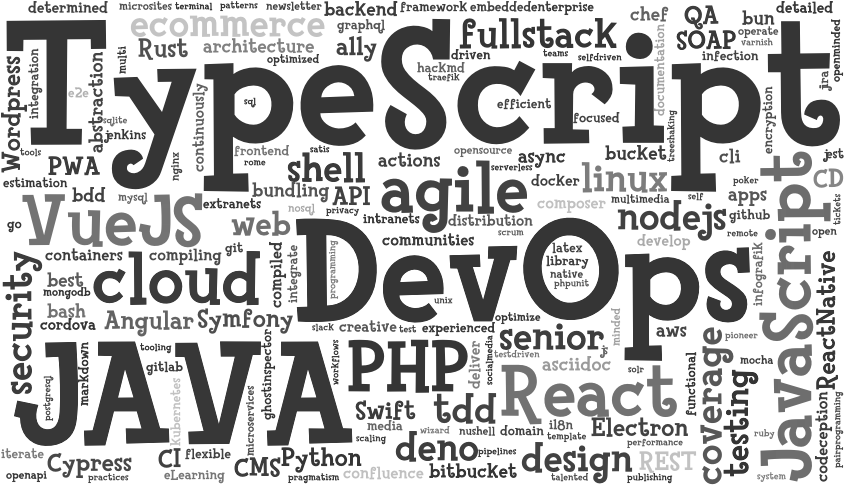 determined microsites terminal patterns newsletter backend framework embedded enterprise chef QA bun detailed
ecommerce graphql fullstack SOAP operate varnish openminded
Rust architecture ally hackmd driven teams selfdriven documentation infection
Wordpress integration TypeScript multi optimized traefik jira
e2e abstraction continuously sql efficient focused encryption
sqlite jenkins treeshaking
tools PWA nginx frontend rome satis shell actions opensource async bucket cli jest
estimation bdd mysql bundling API agile serverless docker linux poker CD
extranets nosql privacy intranets distribution composer multimedia self apps tickets
go VueJS web scrum nodejs github remote open
containers compiling git communities DevOps latex library native phpunit develop JavaScript
security best mongodb cloud compiled integrate programming unix infografik ReactNative
bash cordova Angular Symfony slack creative test experienced optimize minded aws pioneer
JAVA tooling ghostinspector workflows PHP deliver socialmedia senior js testdriven asciidoc solr coverage mocha
markdown gitlab functional testing
postgresql Kubernetes microservices Swift tdd React codeception
media scaling wizard nushell domain il8n template Electron performance ruby pairprogramming
iterate Cypress CI flexible CMS Python deno pipelines design REST
openapi practices eLearning pragmatism confluence bitbucket talented publishing system